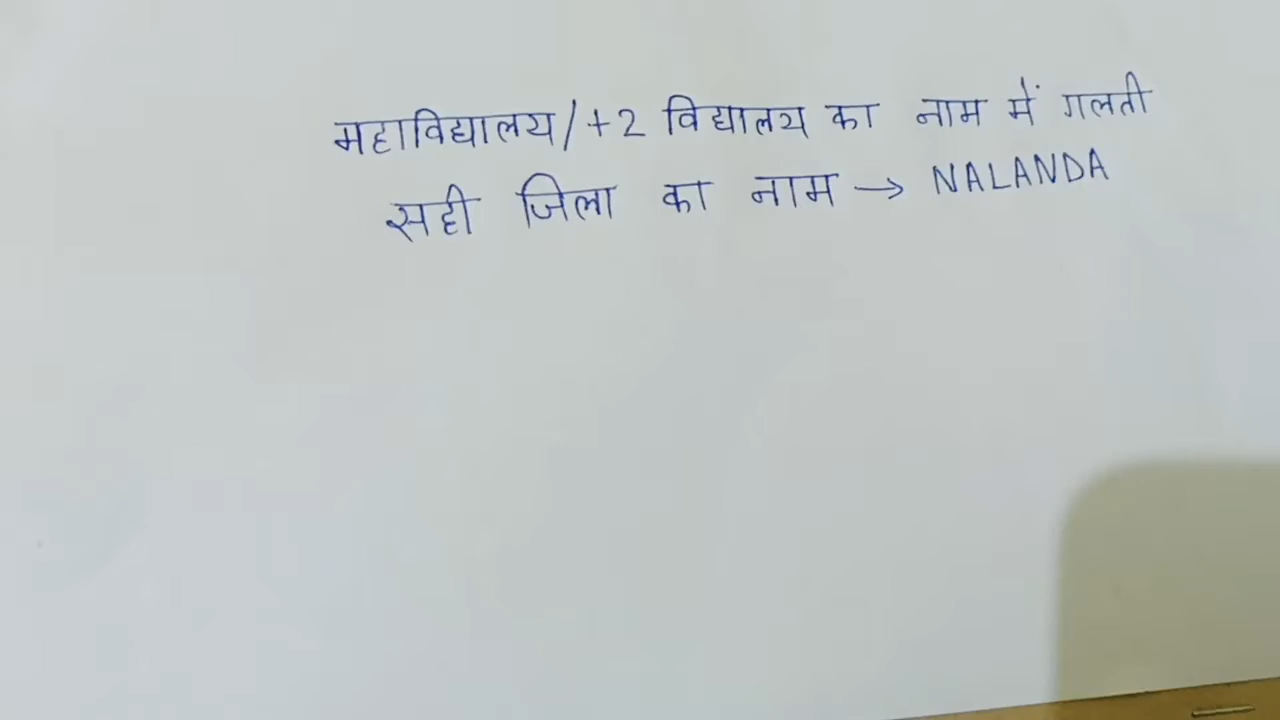 महाविद्यालय/+2 विद्यालय का नाम में गलती
सही जिला का नाम → NALANDA